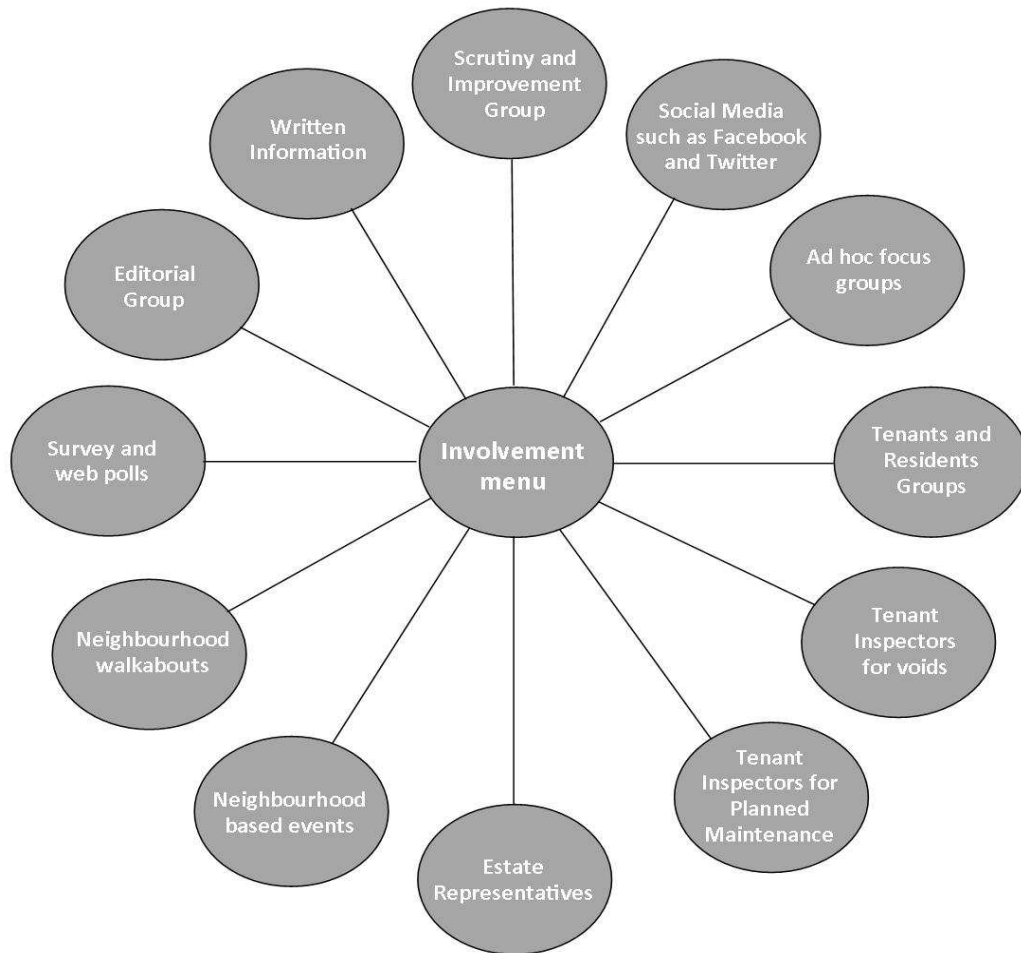 Scrutiny and
Improvement
Group
Social Media
such as Facebook
and Twitter
Ad hoc focus
groups
Tenants and
Residents
Groups
Tenant
Inspectors
for voids
Tenant
Inspectors for
Planned
Maintenance
Estate
Representatives
Neighbourhood
based events
Neighbourhood
walkabouts
Survey and
web polls
Editorial
Group
Written
Information
Involvement
menu